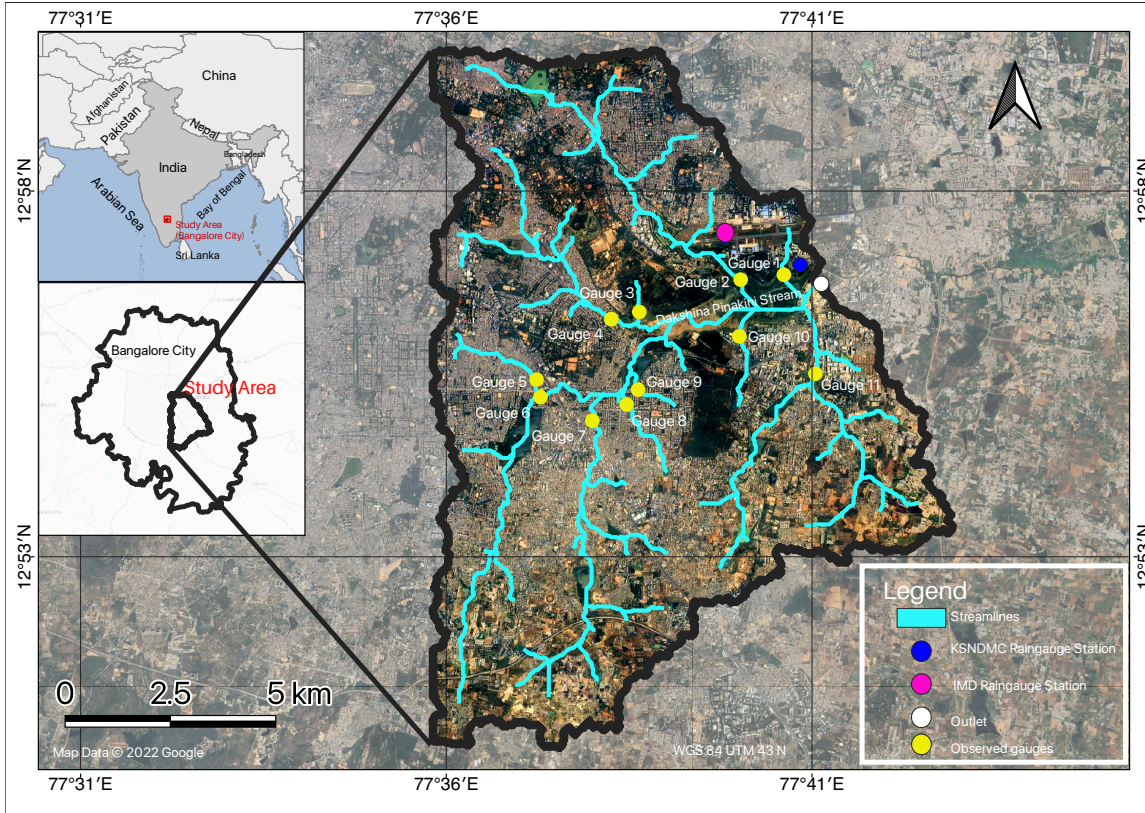 77°31′E 77°36′E 77°41′E
12°58′N
12°58′N
China
Afghanistan
Pakistan
Nepal
Bangladesh
India
Arabian Sea
Bay of Bengal
Study Area
(Bangalore City)
Sri Lanka
Bangalore City
Study Area
Gauge 1
Gauge 2
Gauge 3
Dakshina Pinakini Stream
Gauge 4
Gauge 10
Gauge 5
Gauge 9
Gauge 11
Gauge 6
Gauge 7
Gauge 8
12°53′N
12°53′N
Legend
Streamlines
KSNDMC Raingauge Station
IMD Raingauge Station
Outlet
Observed gauges
0 2.5 5 km
Map Data © 2022 Google
WGS 84 UTM 43 N
77°31′E 77°36′E 77°41′E